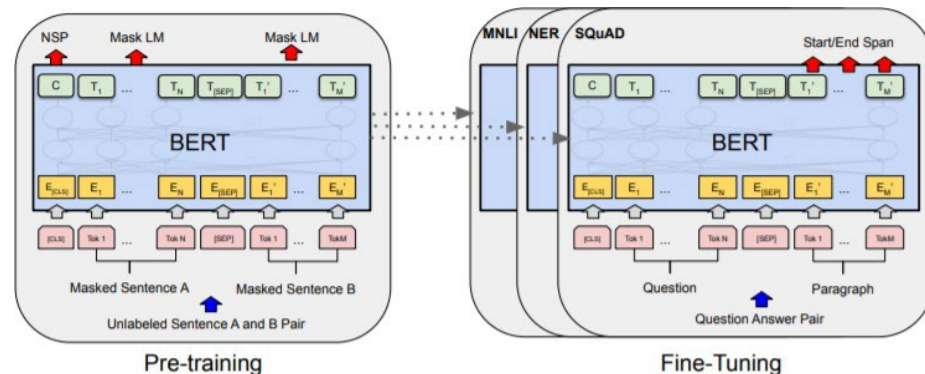 NSP Mask LM Mask LM
C T1 ... TN T[SEP] T1' ... TM'
BERT
E[CLS] E1 ... EN E[SEP] E1' ... EM'
[CLS] Tok 1 ... Tok N [SEP] Tok 1 ... TokM
Masked Sentence A Masked Sentence B
Unlabeled Sentence A and B Pair
Pre-training
MNLI NER SQuAD
Start/End Span
C T1 ... TN T[SEP] T1' ... TM'
BERT
E[CLS] E1 ... EN E[SEP] E1' ... EM'
[CLS] Tok 1 ... Tok N [SEP] Tok 1 ... TokM
Question Paragraph
Question Answer Pair
Fine-Tuning